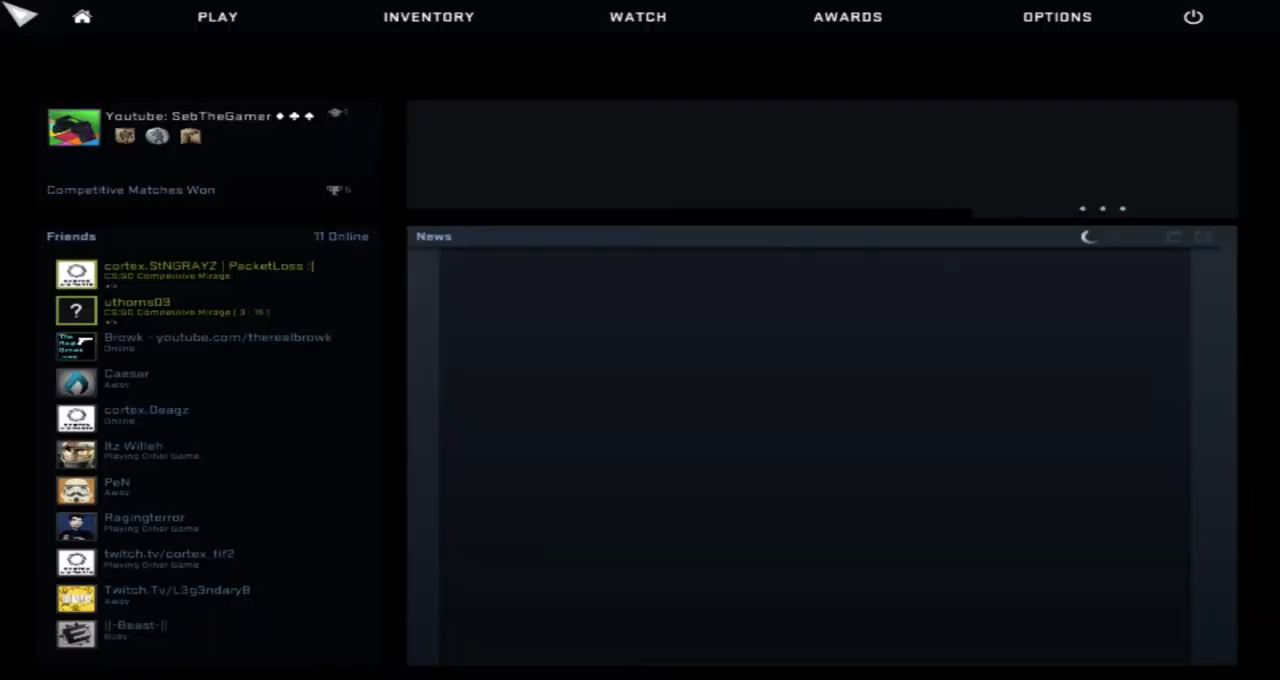 PLAY
INVENTORY
WATCH
AWARDS
OPTIONS
Youtube: SebTheGamer ♦ ♣ ♠
1
Competitive Matches Won
6
Friends
11 Online
News
cortex.StNGRAYZ | PacketLoss :[
CS:GO Competitive Mirage
uthorns09
CS:GO Competitive Mirage [ 3 : 15 ]
Browk - youtube.com/therealbrowk
Online
Caesar
Away
cortex.Deagz
Online
Itz Willeh
Playing Other Game
PeN
Away
Ragingterror
Playing Other Game
twitch.tv/cortex_tif2
Playing Other Game
Twitch.Tv/L3g3ndary8
Away
||-Beast-||
Busy